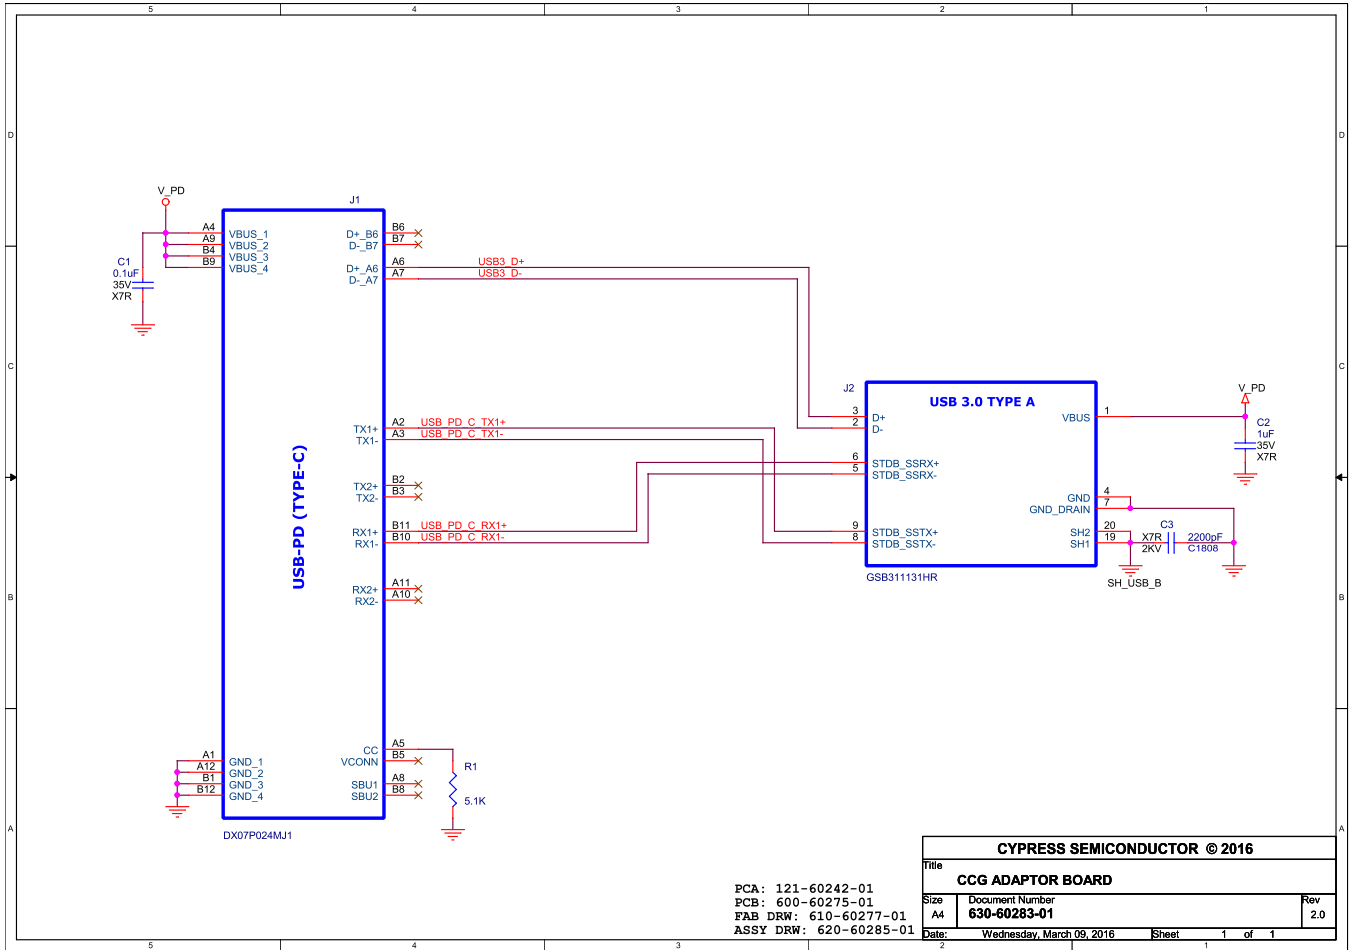 5 4 3 2 1
D D
C C
B B
A A
V_PD
J1
A4 VBUS_1
A9 VBUS_2
B4 VBUS_3
B9 VBUS_4
C1
0.1uF
35V
X7R
D+_B6 B6
D-_B7 B7
D+_A6 A6 USB3_D+
D-_A7 A7 USB3_D-
TX1+ A2 USB_PD_C_TX1+
TX1- A3 USB_PD_C_TX1-
TX2+ B2
TX2- B3
RX1+ B11 USB_PD_C_RX1+
RX1- B10 USB_PD_C_RX1-
RX2+ A11
RX2- A10
USB-PD (TYPE-C)
CC A5
VCONN B5
SBU1 A8
SBU2 B8
A1 GND_1
A12 GND_2
B1 GND_3
B12 GND_4
R1
5.1K
DX07P024MJ1
J2
USB 3.0 TYPE A
3 D+
2 D-
6 STDB_SSRX+
5 STDB_SSRX-
9 STDB_SSTX+
8 STDB_SSTX-
VBUS 1
GND 4
GND_DRAIN 7
SH2 20
SH1 19
GSB311131HR
V_PD
C2
1uF
35V
X7R
C3
X7R 2200pF
2KV C1808
SH_USB_B
PCA: 121-60242-01
PCB: 600-60275-01
FAB DRW: 610-60277-01
ASSY DRW: 620-60285-01
CYPRESS SEMICONDUCTOR © 2016
Title
CCG ADAPTOR BOARD
Size Document Number Rev
A4 630-60283-01 2.0
Date: Wednesday, March 09, 2016 Sheet 1 of 1
5 4 3 2 1